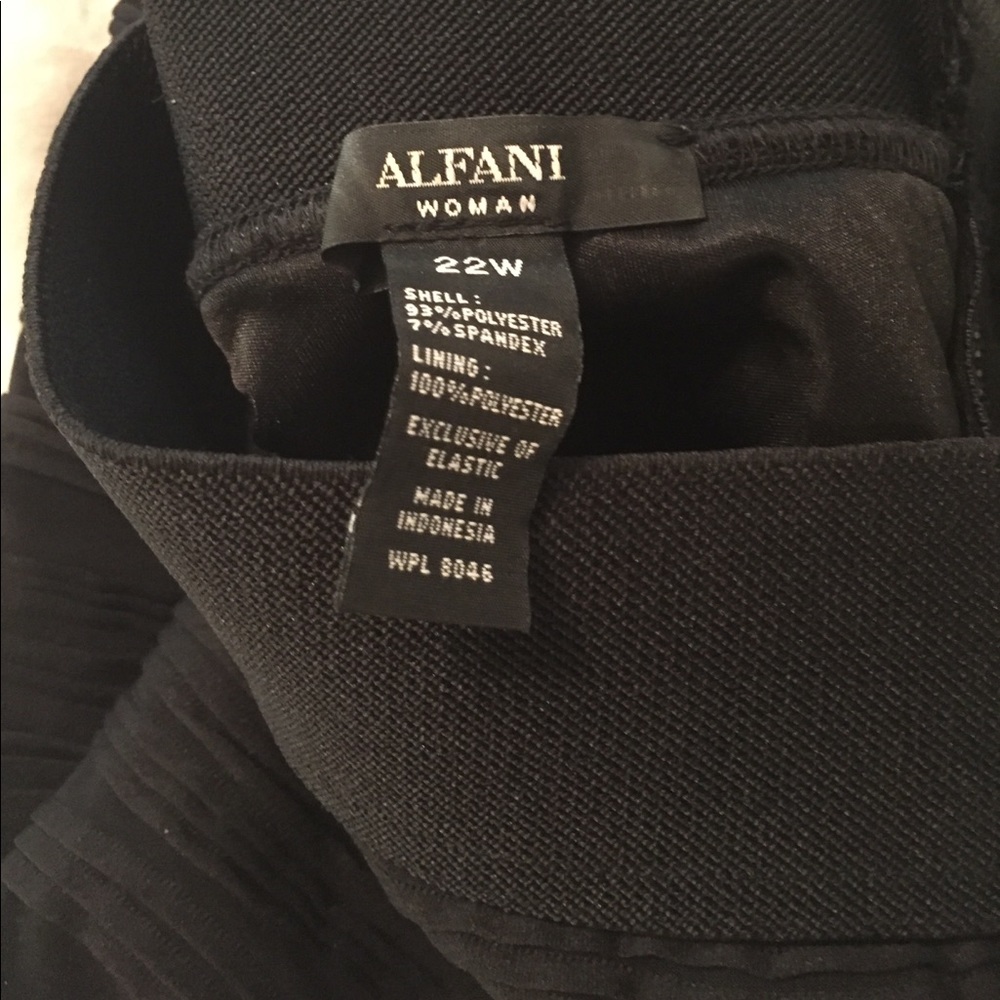 ALFANI
WOMAN
22W
SHELL:
93%POLYESTER
7%SPANDEX
LINING:
100%POLYESTER
EXCLUSIVE OF
ELASTIC
MADE IN
INDONESIA
WPL 8046